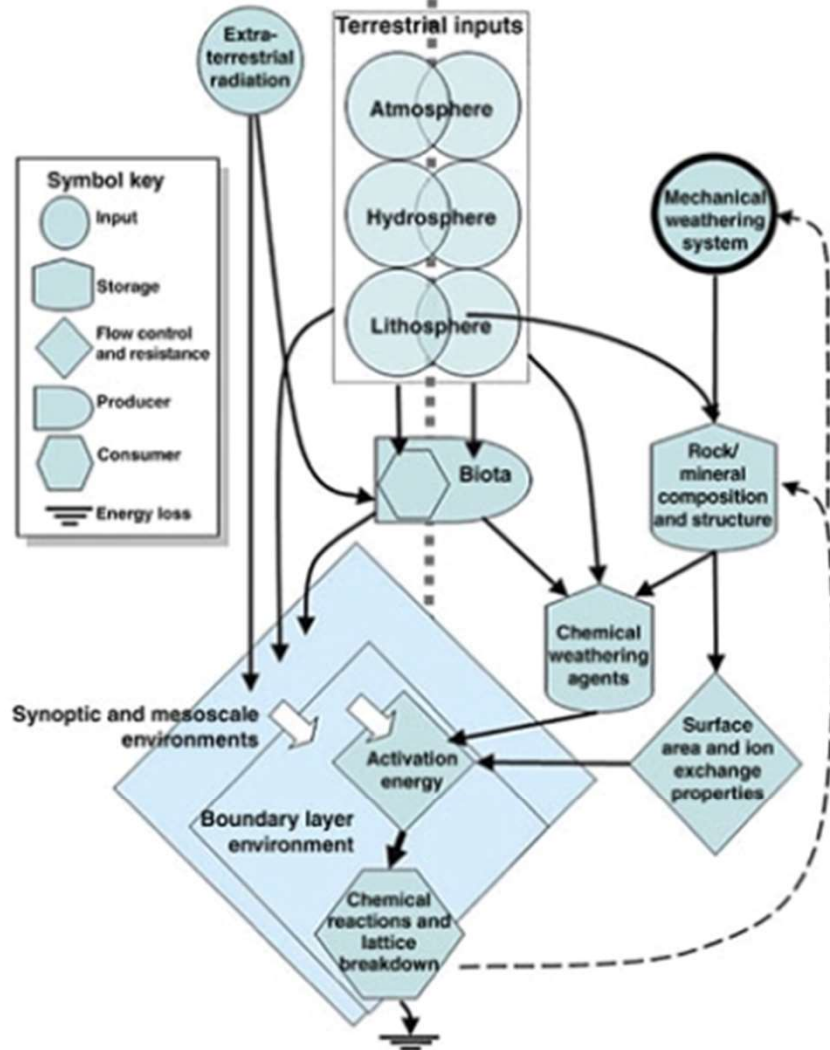 Extra-
terrestrial
radiation
Terrestrial inputs
Atmosphere
Hydrosphere
Lithosphere
Mechanical
weathering
system
Symbol key
Input
Storage
Flow control
and resistance
Producer
Consumer
Energy loss
Biota
Rock/
mineral
composition
and structure
Chemical
weathering
agents
Synoptic and mesoscale
environments
Activation
energy
Surface
area and ion
exchange
properties
Boundary layer
environment
Chemical
reactions and
lattice
breakdown